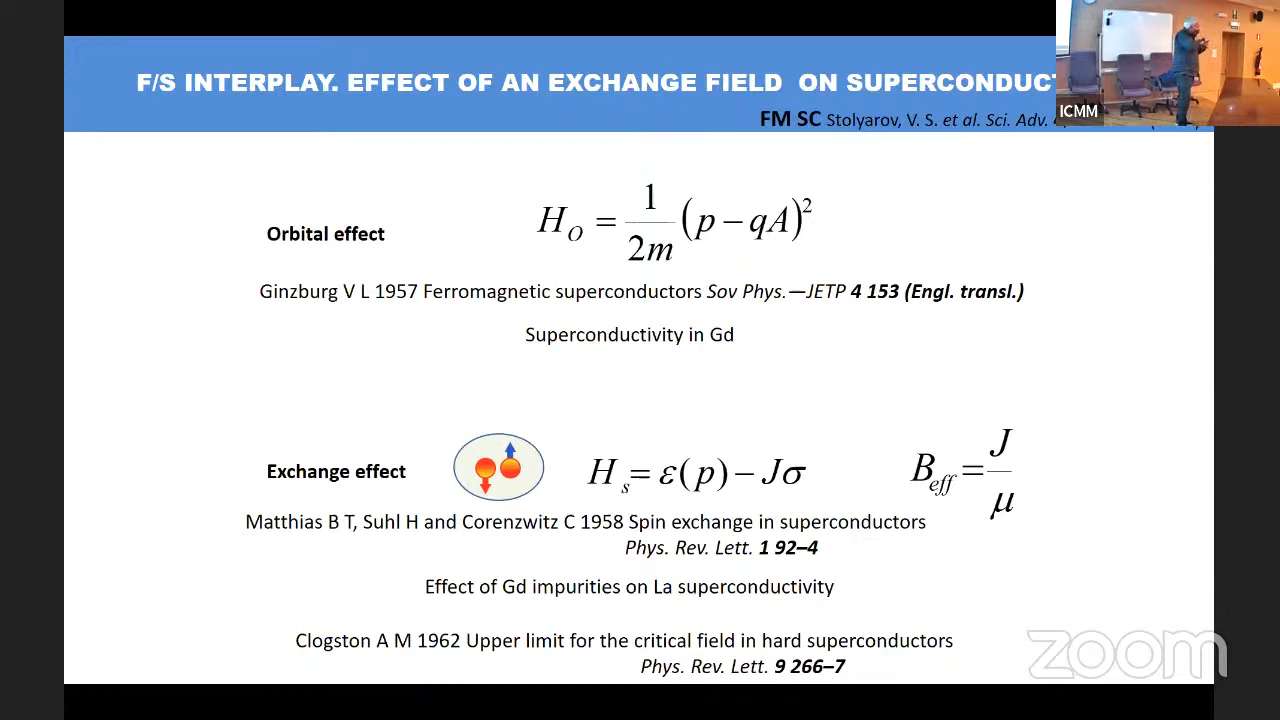 F/S INTERPLAY. EFFECT OF AN EXCHANGE FIELD ON
FM SC Stolyarov, V. S. et al. Sci. Adv.
ICMM
Orbital effect
H_O = \frac{1}{2m} (p − qA)^2
Ginzburg V L 1957 Ferromagnetic superconductors Sov Phys.—JETP 4 153 (Engl. transl.)
Superconductivity in Gd
Exchange effect
H_s = ε(p) − Jσ
B_{eff} = \frac{J}{μ}
Matthias B T, Suhl H and Corenzwitz C 1958 Spin exchange in superconductors
Phys. Rev. Lett. 1 92–4
Effect of Gd impurities on La superconductivity
Clogston A M 1962 Upper limit for the critical field in hard superconductors
Phys. Rev. Lett. 9 266–7
zoom